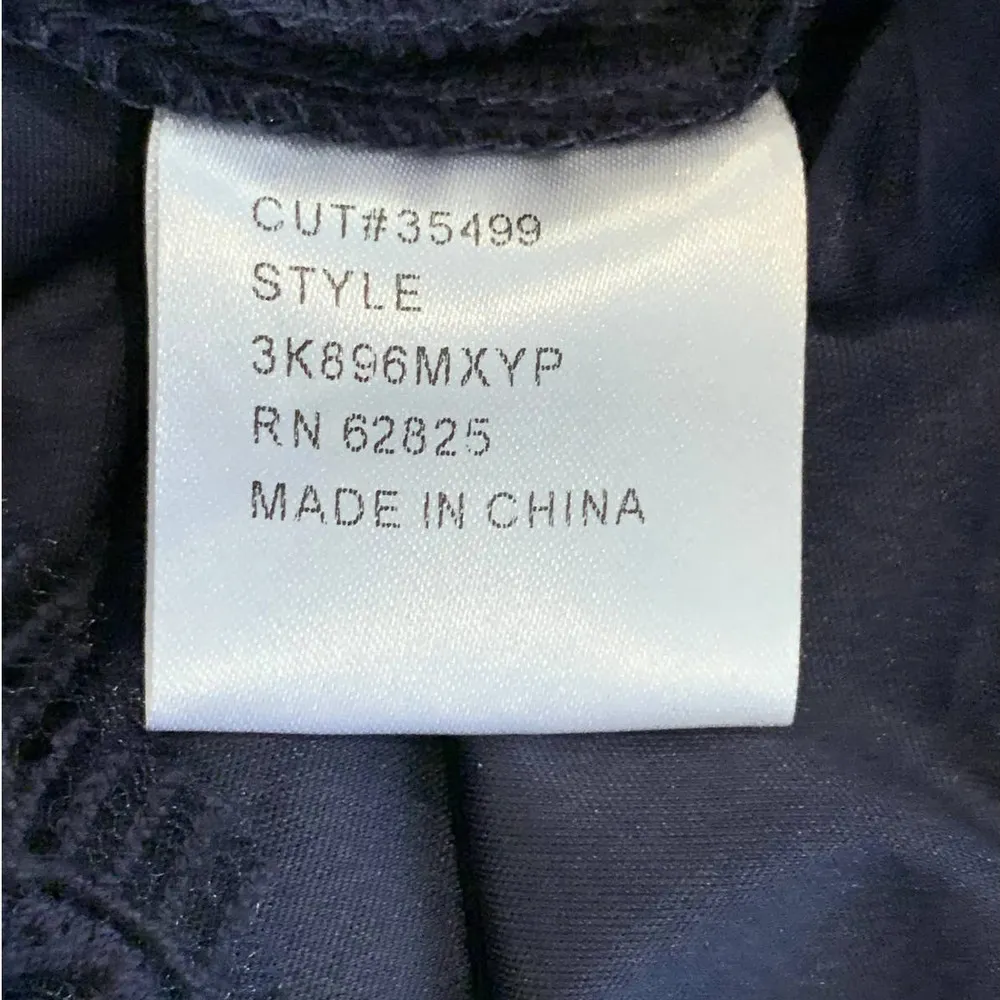 CUT#35499
STYLE
3K896MXYP
RN 62825
MADE IN CHINA